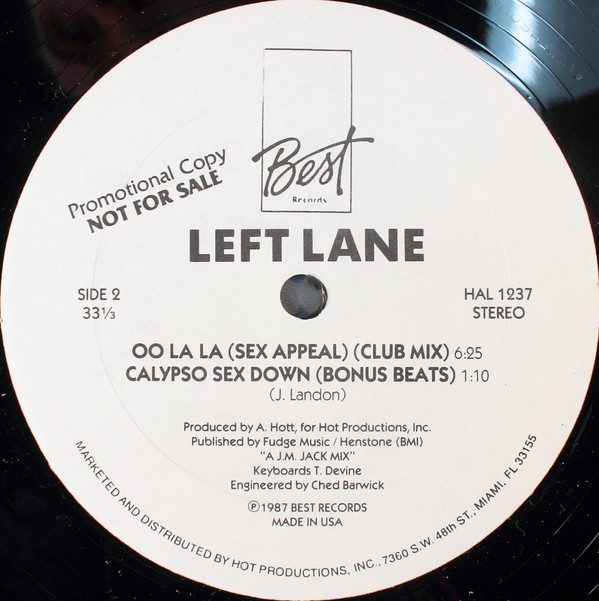 Best
Records
Promotional Copy
NOT FOR SALE
LEFT LANE
SIDE 2
33⅓
HAL 1237
STEREO
OO LA LA (SEX APPEAL) (CLUB MIX) 6:25
CALYPSO SEX DOWN (BONUS BEATS) 1:10
(J. Landon)
Produced by A. Hott, for Hot Productions, Inc.
Published by Fudge Music / Henstone (BMI)
"A J.M. JACK MIX"
Keyboards T. Devine
Engineered by Ched Barwick
℗1987 BEST RECORDS
MADE IN USA
MARKETED AND DISTRIBUTED BY HOT PRODUCTIONS, INC., 7360 S.W. 48th ST., MIAMI, FL 33155